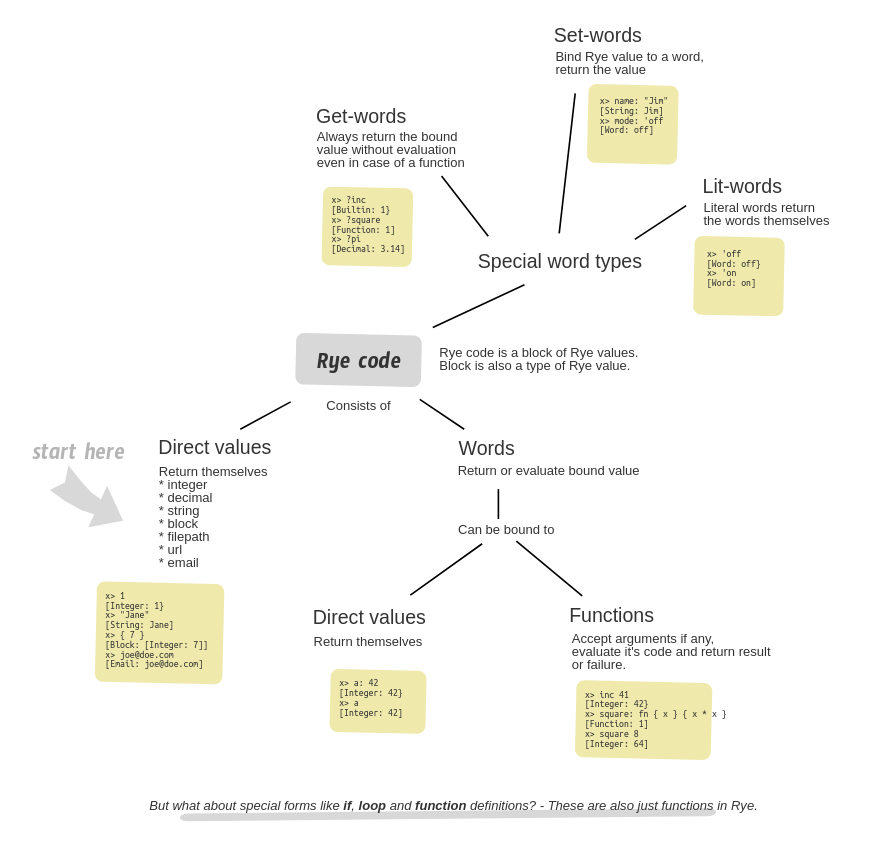 Set-words
Bind Rye value to a word,
return the value
x> name: "Jim"
[String: Jim]
x> mode: 'off
[Word: off]
Get-words
Always return the bound
value without evaluation
even in case of a function
x> ?inc
[Builtin: 1}
x> ?square
[Function: 1]
x> ?pi
[Decimal: 3.14]
Lit-words
Literal words return
the words themselves
x> 'off
[Word: off}
x> 'on
[Word: on]
Special word types
Rye code
Rye code is a block of Rye values.
Block is also a type of Rye value.
Consists of
start here
Direct values
Return themselves
* integer
* decimal
* string
* block
* filepath
* url
* email
x> 1
[Integer: 1}
x> "Jane"
[String: Jane]
x> { 7 }
[Block: [Integer: 7]]
x> joe@doe.com
[Email: joe@doe.com]
Words
Return or evaluate bound value
Can be bound to
Direct values
Return themselves
x> a: 42
[Integer: 42}
x> a
[Integer: 42]
Functions
Accept arguments if any,
evaluate it's code and return result
or failure.
x> inc 41
[Integer: 42}
x> square: fn { x } { x * x }
[Function: 1]
x> square 8
[Integer: 64]
But what about special forms like if, loop and function definitions? - These are also just functions in Rye.